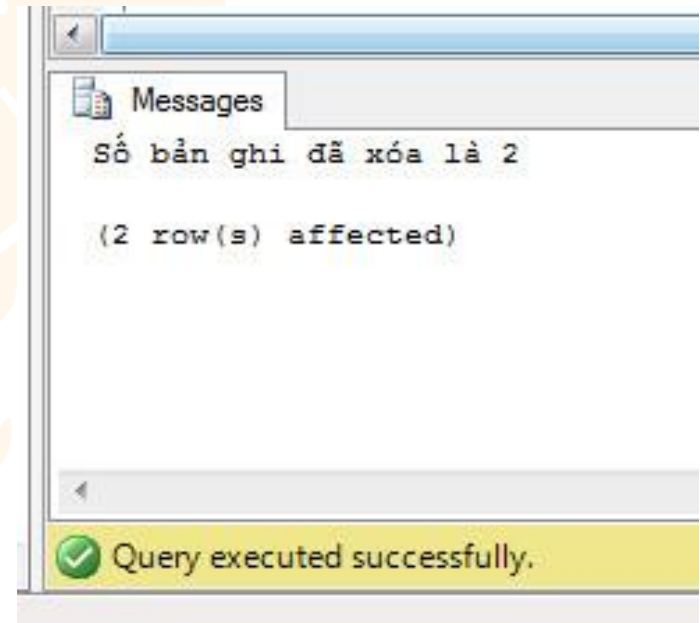 Messages
Số bản ghi đã xóa là 2
(2 row(s) affected)
Query executed successfully.